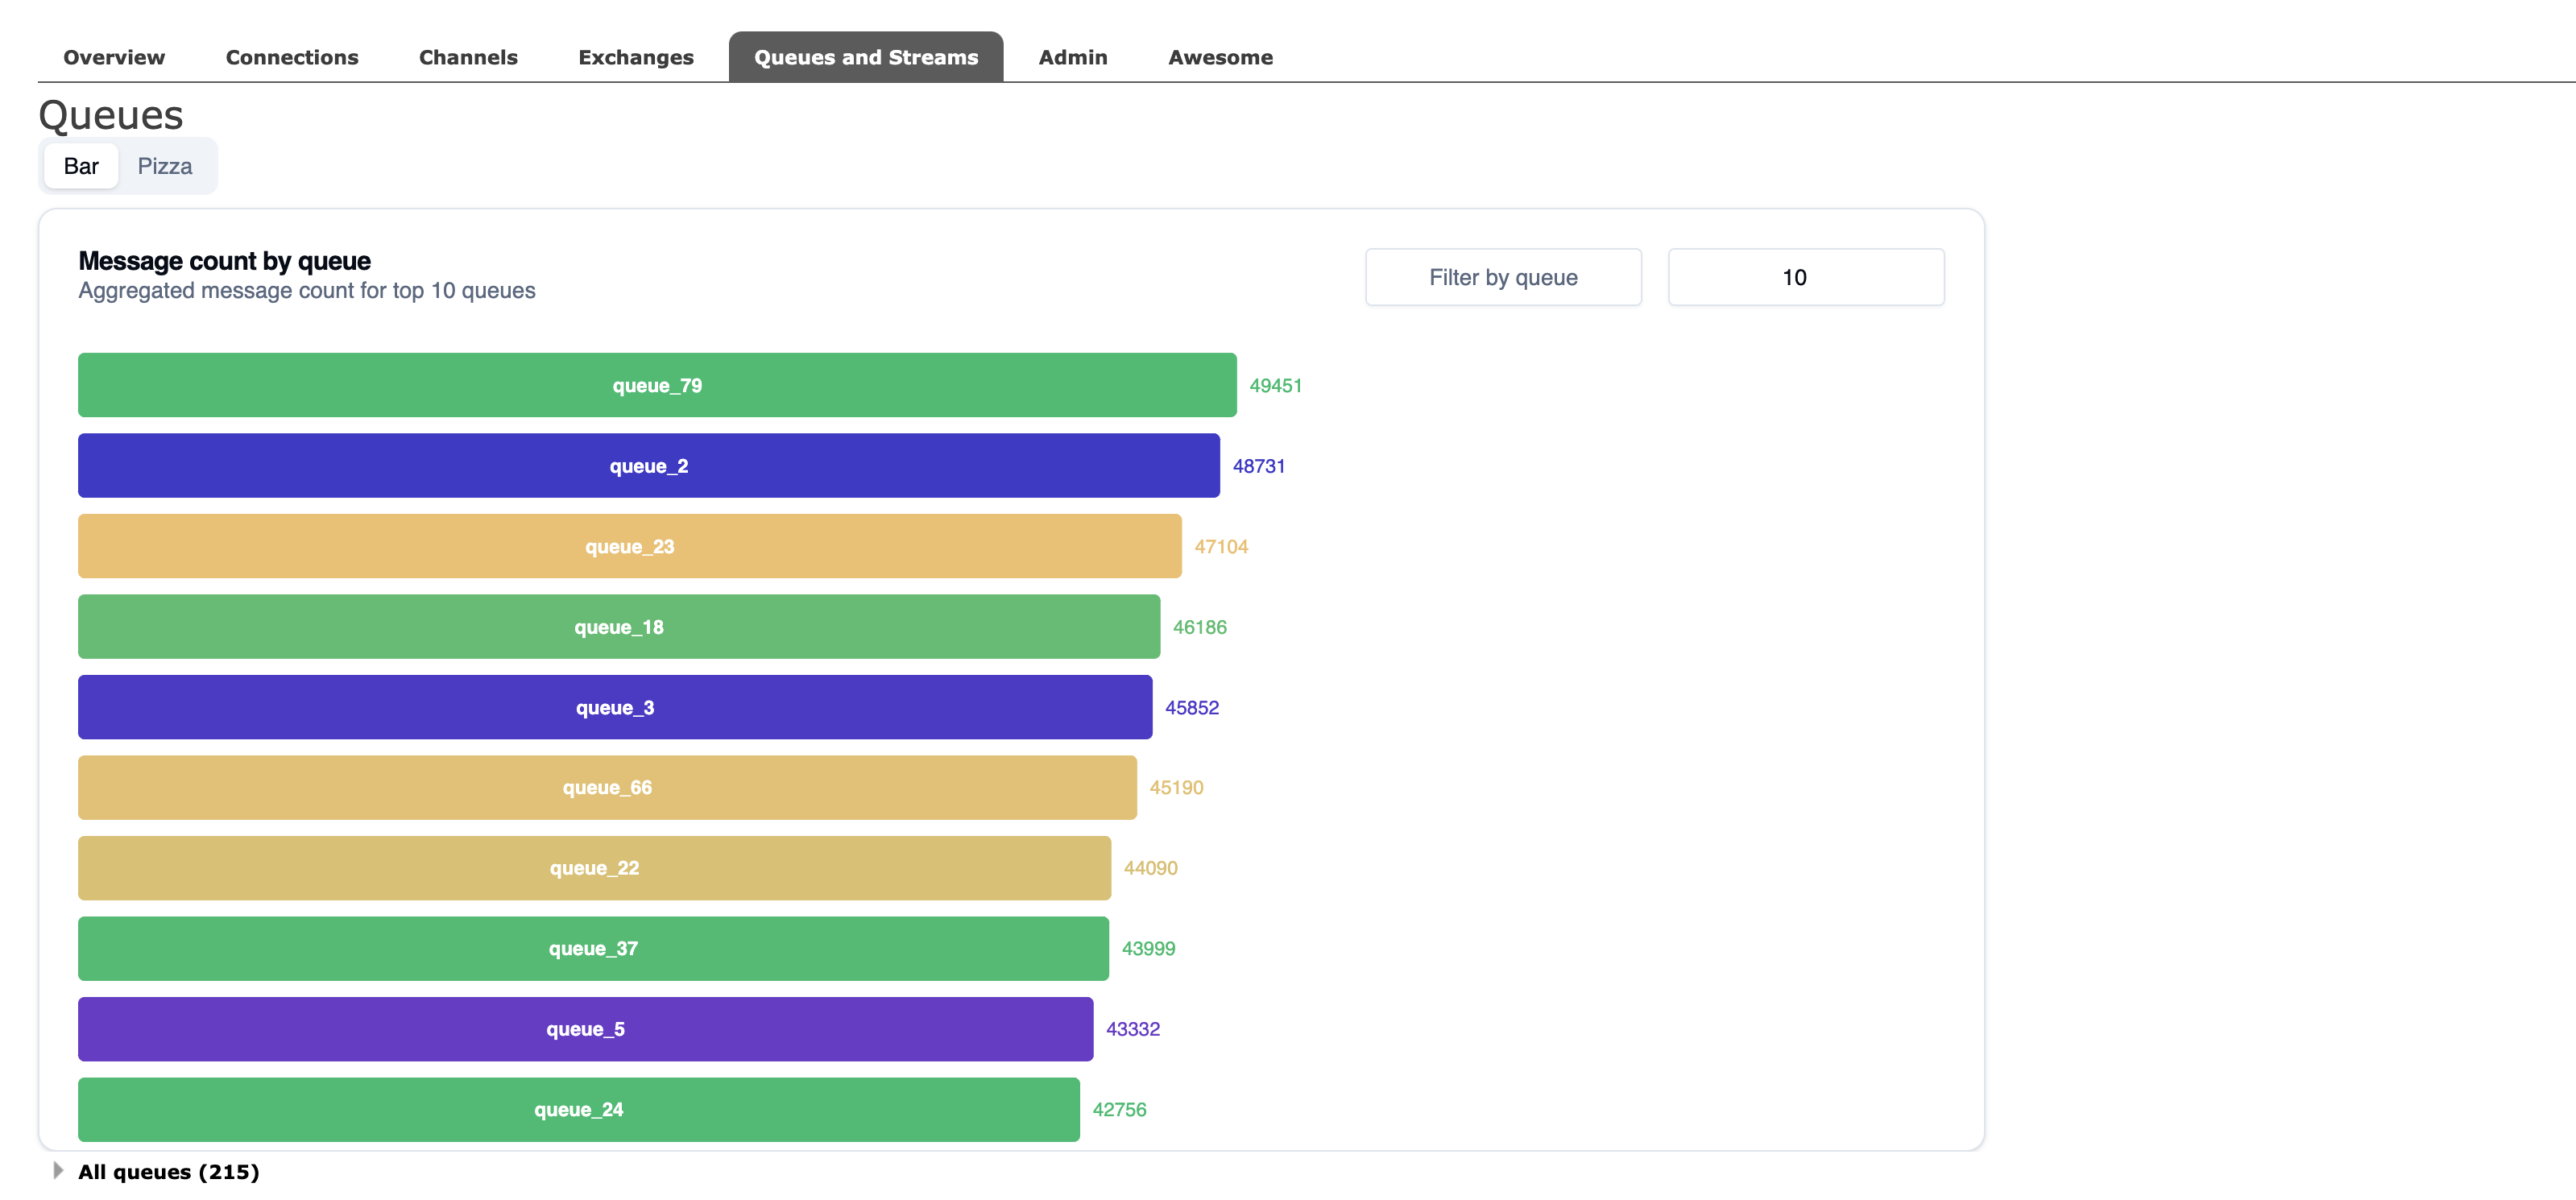 Overview Connections Channels Exchanges Queues and Streams Admin Awesome
Queues
Bar Pizza
Message count by queue
Aggregated message count for top 10 queues
Filter by queue 10
queue_79 49451
queue_2 48731
queue_23 47104
queue_18 46186
queue_3 45852
queue_66 45190
queue_22 44090
queue_37 43999
queue_5 43332
queue_24 42756
All queues (215)